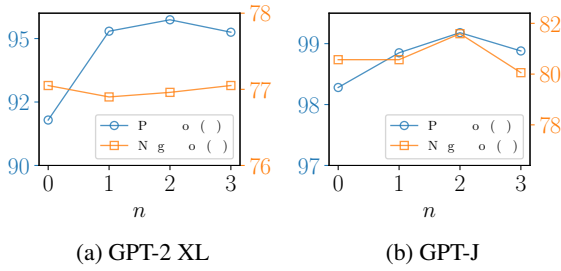 78
95
99
82
77
80
92
98
P o ( )
N g o ( )
78
P o ( )
N g o ( )
90
76
97
0 1 2 3
0 1 2 3
n
n
(a) GPT-2 XL
(b) GPT-J